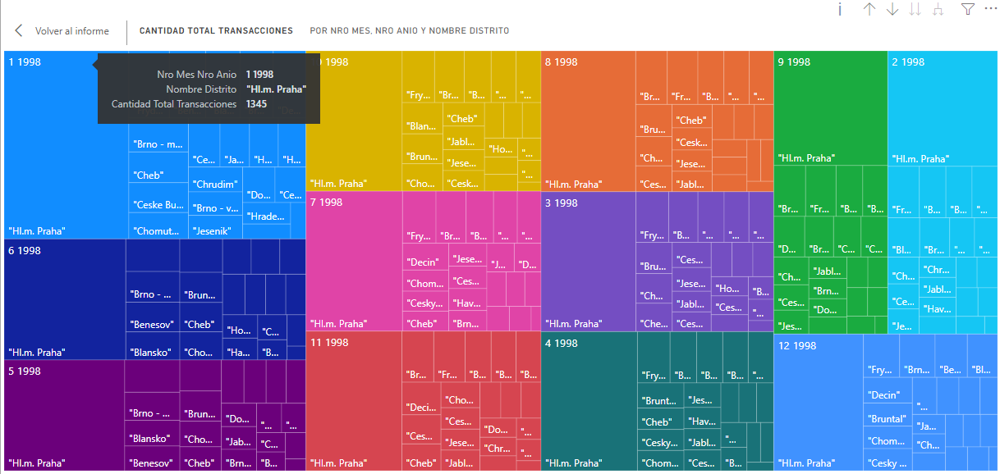 Volver al informe
CANTIDAD TOTAL TRANSACCIONES
POR NRO MES, NRO ANIO Y NOMBRE DISTRITO
1 1998
Nro Mes Nro Anio 1 1998
Nombre Distrito "Hl.m. Praha"
Cantidad Total Transacciones 1345
"Brno - m...
"Ce... "Ja... "H... "H...
"Cheb"
"Chrudim"
"Do... "Ce...
"Ceske Bu...
"Brno - v...
"Hrade...
"Hl.m. Praha"
"Chomut...
"Jesenik"
6 1998
"Brno - ...
"Brun...
"Benesov"
"Cheb"
"Ho...
"C...
"Hl.m. Praha"
"Blansko"
"Cho...
"Ha...
"B...
5 1998
"Brno - ...
"Brun...
"Do...
"...
"...
"Blansko"
"Cho...
"Jab...
"C...
"Hl.m. Praha"
"Benesov"
"Cheb"
"Brn...
"B...
0 1998
"Fry... "Br... "B... "... "...
"Blan...
"Cheb"
"Jabl...
"Ho...
"...
"Brun...
"Jese...
"...
"Hl.m. Praha"
"Cho...
"Cesk...
7 1998
"Fry... "Br... "B... "... "...
"Decin"
"Jese...
"J...
"D...
"Chom...
"Ces...
"Cesky...
"Hav...
"Hl.m. Praha"
"Cheb"
"Brn...
11 1998
"Br... "Fr... "B... "B... "B...
"Deci...
"Cho...
"Ces...
"Ces...
"Do...
"...
"Jese...
"Chr...
"...
"Hl.m. Praha"
"Cheb"
"Jabl...
8 1998
"Br... "Fr... "B... "... "...
"Bru...
"Cheb"
"Cesk...
"Ch...
"Jese...
"Hl.m. Praha"
"Ces...
"Jabl...
3 1998
"Fry... "B... "... "... "...
"Bru...
"Ces...
"Jese...
"Ho...
"B...
"Ch...
"Jabl...
"Ces...
"...
"Hl.m. Praha"
"Che...
"Ces...
4 1998
"Fry... "B... "B... "B... "...
"Brunt...
"Jes...
"Cheb"
"Hav...
"Cesky...
"Jabl...
"...
"Hl.m. Praha"
"Chom...
"Ces...
"B...
9 1998
"Hl.m. Praha"
"Br... "Fr... "B... "B...
"D... "Br... "C... "C...
"Ch...
"Jabl...
"Brn...
"Ces...
"Do...
"Jes...
2 1998
"Hl.m. Praha"
"Fr... "B... "B... "...
"Bl... "Br... "... "...
"Ch...
"Chr...
"Jabl...
"Ce...
"Hav...
"Je...
12 1998
"Fry... "Brn... "Be... "Bl...
"Decin"
"...
"Bruntal"
"Ja...
"Chom...
"Ch...
"Hl.m. Praha"
"Cesky ...